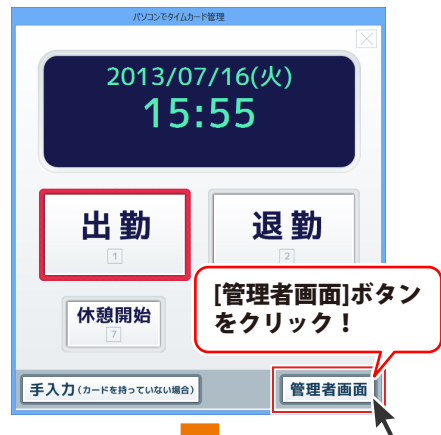 パソコンでタイムカード管理
2013/07/16(火)
15:55
出勤
1
退勤
2
休憩開始
7
[管理者画面]ボタン
をクリック！
手入力(カードを持っていない場合)
管理者画面